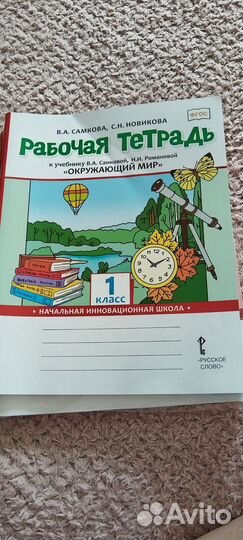 В.А. САМКОВА, С.Н. НОВИКОВА
ФГОС
РАБОЧАЯ ТЕТРАДЬ
к учебнику В.А. Самковой, Н.И. Романовой
«ОКРУЖАЮЩИЙ МИР»
1
КЛАСС
• НАЧАЛЬНАЯ ИННОВАЦИОННАЯ ШКОЛА •
«РУССКОЕ
СЛОВО»
Avito